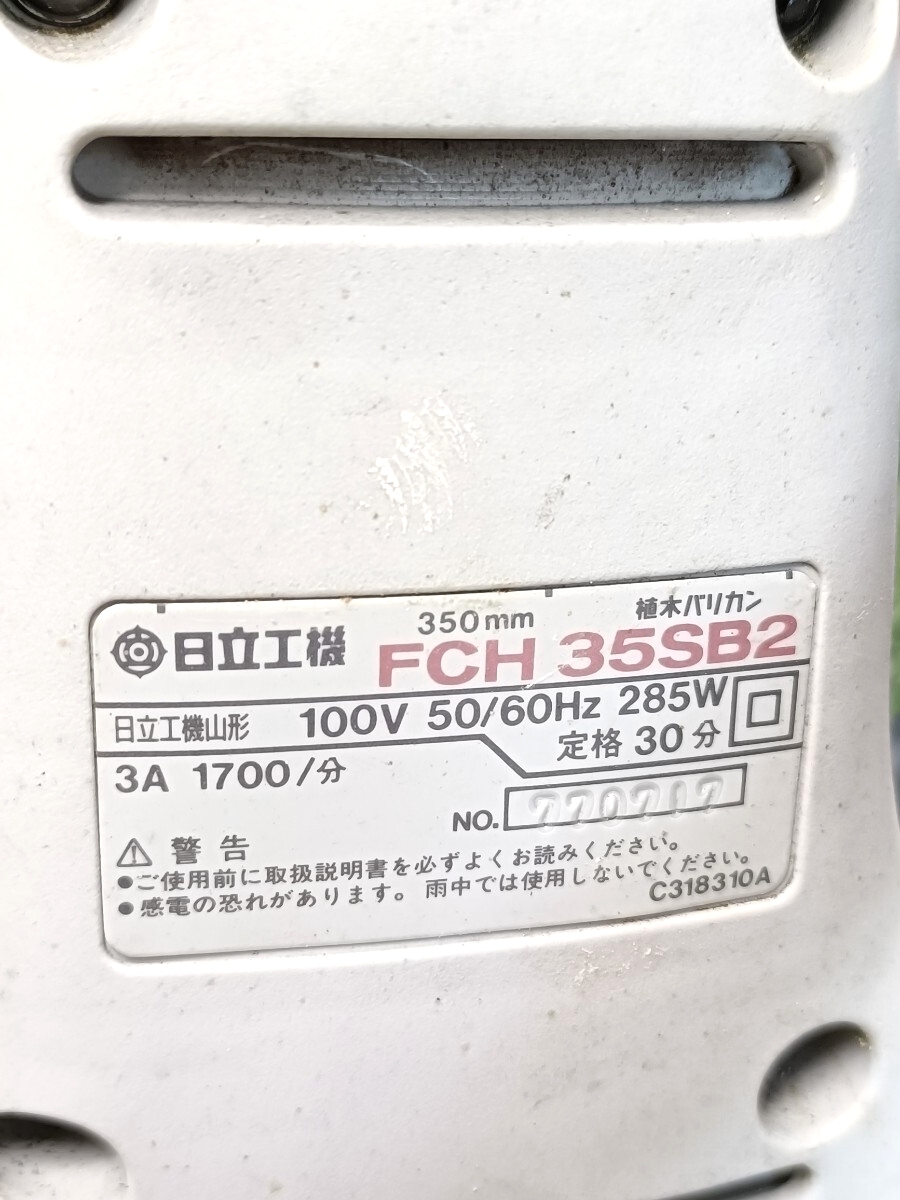 日立工機 350mm 植木バリカン
FCH 35SB2
日立工機山形 100V 50/60Hz 285W
定格 30分
3A 1700/分
NO. 770717
警告
●ご使用前に取扱説明書を必ずよくお読みください。
●感電の恐れがあります。雨中では使用しないでください。
C318310A